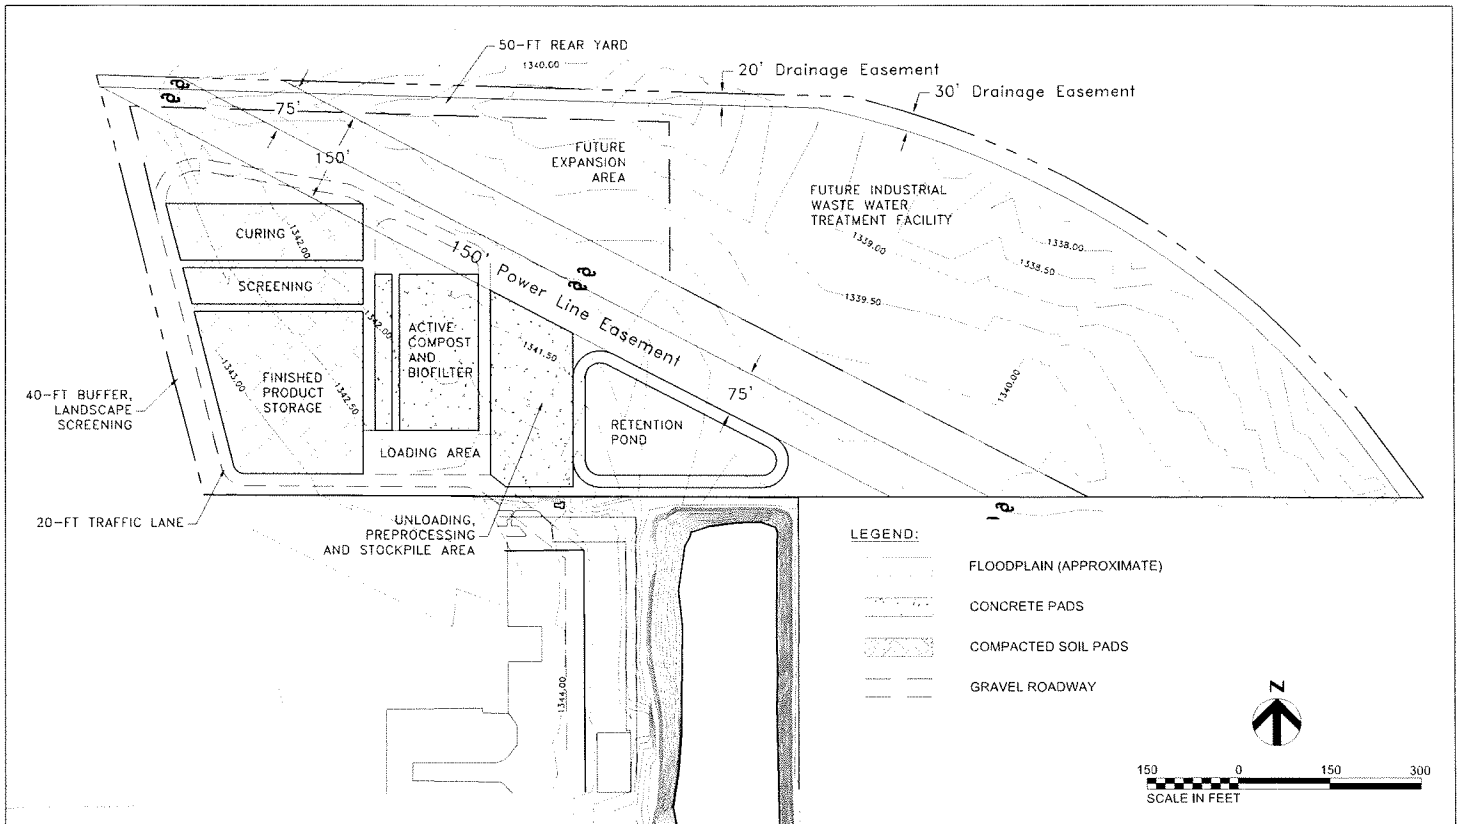 50-FT REAR YARD
1340.00
20' Drainage Easement
30' Drainage Easement
75'
150'
FUTURE
EXPANSION
AREA
FUTURE INDUSTRIAL
WASTE WATER
TREATMENT FACILITY
CURING
1342.00
150' Power Line Easement
1339.00
1338.00
1338.50
1339.50
SCREENING
1342.00
ACTIVE
COMPOST
AND
BIOFILTER
1341.50
1343.00
1342.50
FINISHED
PRODUCT
STORAGE
75'
1340.00
40-FT BUFFER,
LANDSCAPE
SCREENING
RETENTION
POND
LOADING AREA
20-FT TRAFFIC LANE
UNLOADING,
PREPROCESSING
AND STOCKPILE AREA
1344.00
LEGEND:
FLOODPLAIN (APPROXIMATE)
CONCRETE PADS
COMPACTED SOIL PADS
GRAVEL ROADWAY
N
150 0 150 300
SCALE IN FEET